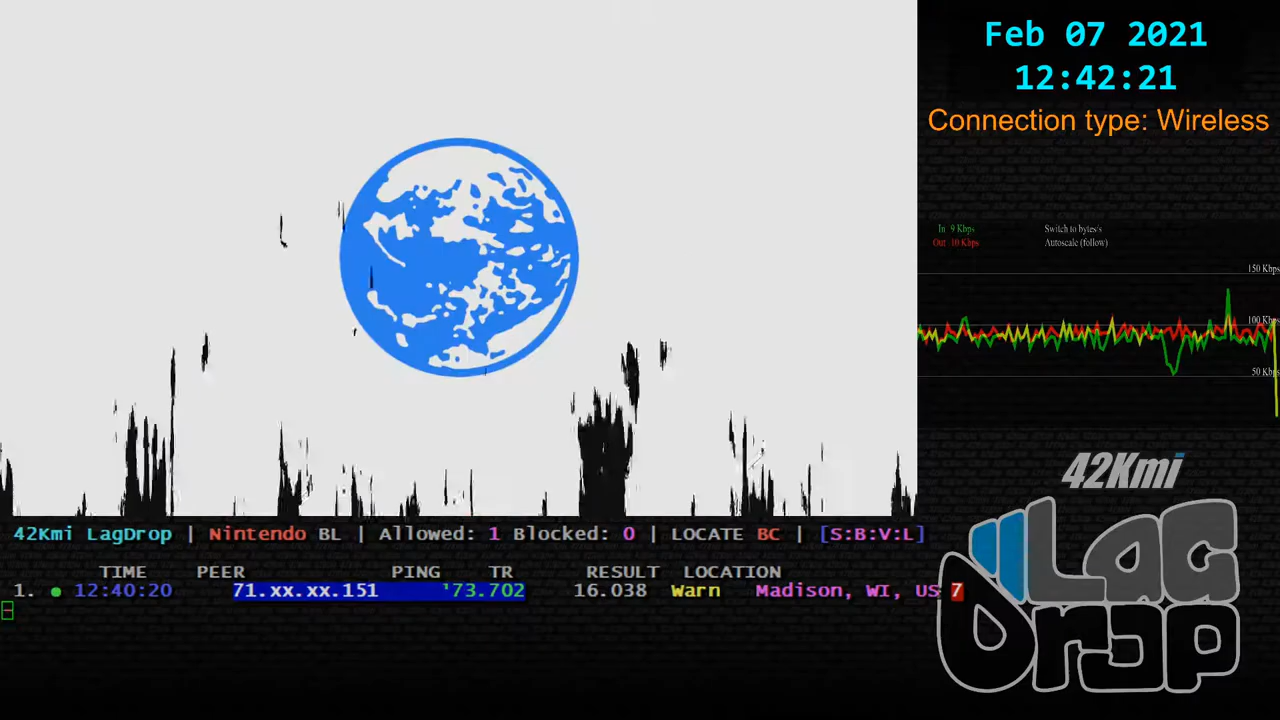 Feb 07 2021
12:42:21
Connection type: Wireless
In 9 Kbps
Switch to bytes/s
Out 10 Kbps
Autoscale (follow)
150 Kbps
100 Kbps
50 Kbps
42Kmi
LagDrop
42Kmi LagDrop | Nintendo BL | Allowed: 1 Blocked: 0 | LOCATE BC | [S:B:V:L]
TIME PEER PING TR RESULT LOCATION
1. 12:40:20 71.xx.xx.151 '73.702 16.038 Warn Madison, WI, US 7